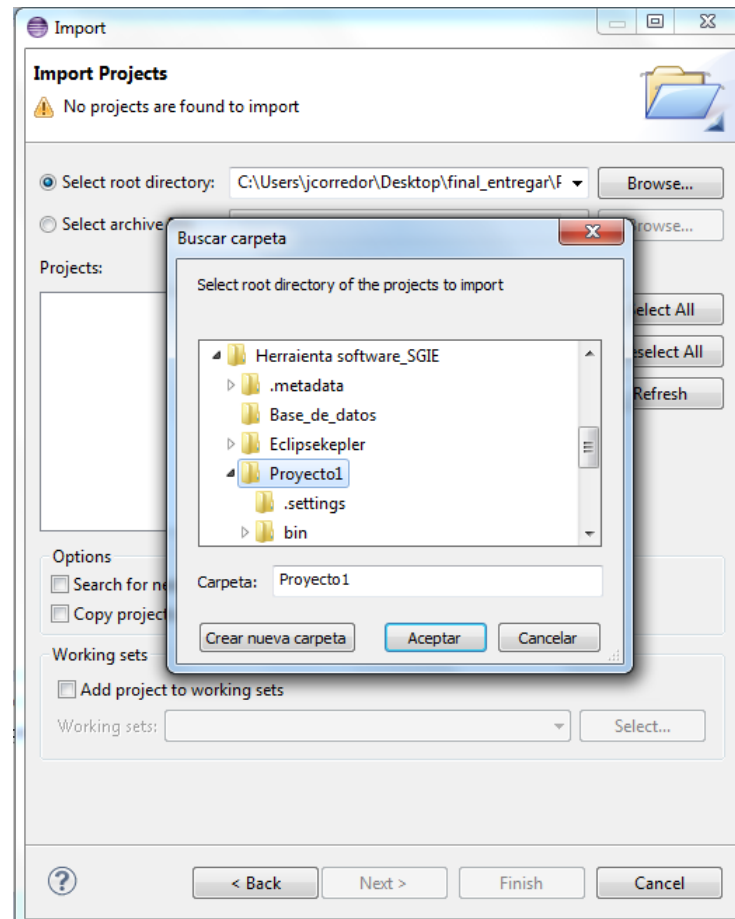 Import
Import Projects
No projects are found to import
Select root directory: C:\Users\jcorredor\Desktop\final_entregar\F Browse...
Select archive
Buscar carpeta
Select root directory of the projects to import
Projects:
Herraienta software_SGIE
.metadata
Base_de_datos
Eclipsekepler
Proyecto1
.settings
bin
Carpeta: Proyecto1
Crear nueva carpeta Aceptar Cancelar
rowse...
elect All
eselect All
Refresh
Options
Search for ne
Copy project
Working sets
Add project to working sets
Working sets: Select...
? < Back Next > Finish Cancel